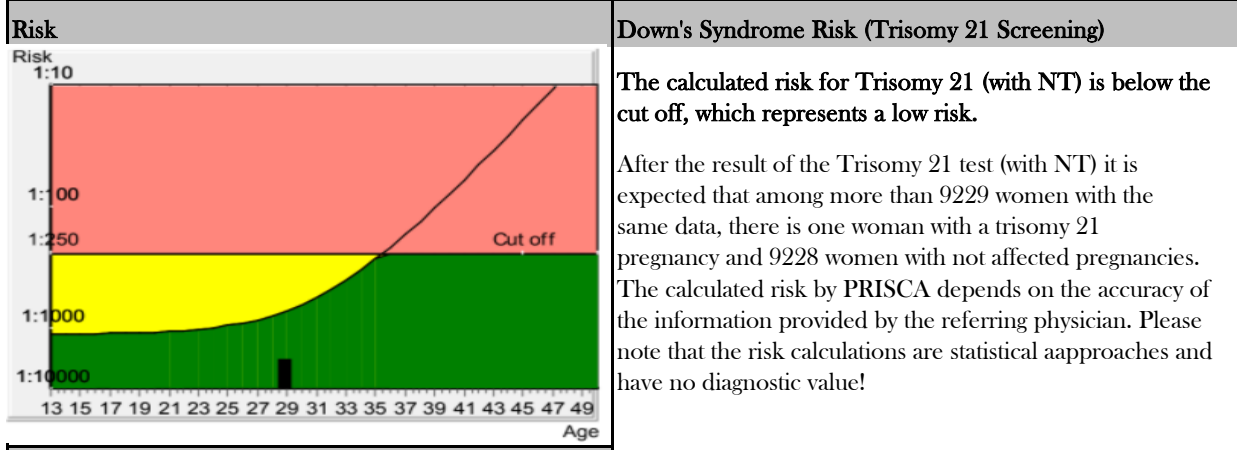 Risk
Risk
1:10
1:100
1:250
Cut off
1:1000
1:10000
13 15 17 19 21 23 25 27 29 31 33 35 37 39 41 43 45 47 49
Age
Down's Syndrome Risk (Trisomy 21 Screening)
The calculated risk for Trisomy 21 (with NT) is below the
cut off, which represents a low risk.
After the result of the Trisomy 21 test (with NT) it is
expected that among more than 9229 women with the
same data, there is one woman with a trisomy 21
pregnancy and 9228 women with not affected pregnancies.
The calculated risk by PRISCA depends on the accuracy of
the information provided by the referring physician. Please
note that the risk calculations are statistical aapproaches and
have no diagnostic value!